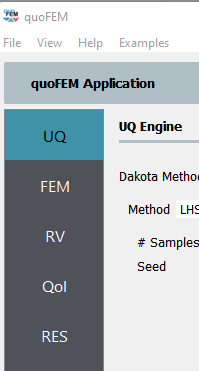 quoFEM
File View Help Examples
quoFEM Application
UQ
FEM
RV
QoI
RES
UQ Engine
Dakota Metho
Method LHS
# Samples
Seed